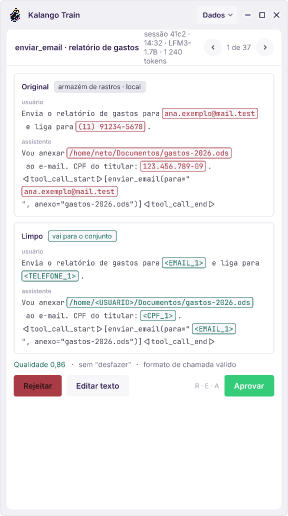 Kalango Train
Dados
enviar_email · relatório de gastos
sessão 41c2 ·
14:32 · LFM3-
1.7B · 1 240
tokens
1 de 37
Original
armazém de rastros · local
usuário
Envia o relatório de gastos para ana.exemplo@mail.test
e liga para (11) 91234-5678 .
assistente
Vou anexar /home/neto/Documentos/gastos-2026.ods
ao e-mail. CPF do titular: 123.456.789-09 .
<|tool_call_start|>[enviar_email(para="
ana.exemplo@mail.test
", anexo="gastos-2026.ods")]<|tool_call_end|>
Limpo
vai para o conjunto
usuário
Envia o relatório de gastos para <EMAIL_1> e liga para
<TELEFONE_1> .
assistente
Vou anexar /home/<USUARIO>/Documentos/gastos-2026.ods
ao e-mail. CPF do titular: <CPF_1> .
<|tool_call_start|>[enviar_email(para=" <EMAIL_1>
", anexo="gastos-2026.ods")]<|tool_call_end|>
Qualidade 0,86 · sem "desfazer" · formato de chamada válido
Rejeitar
Editar texto
R · E · A
Aprovar